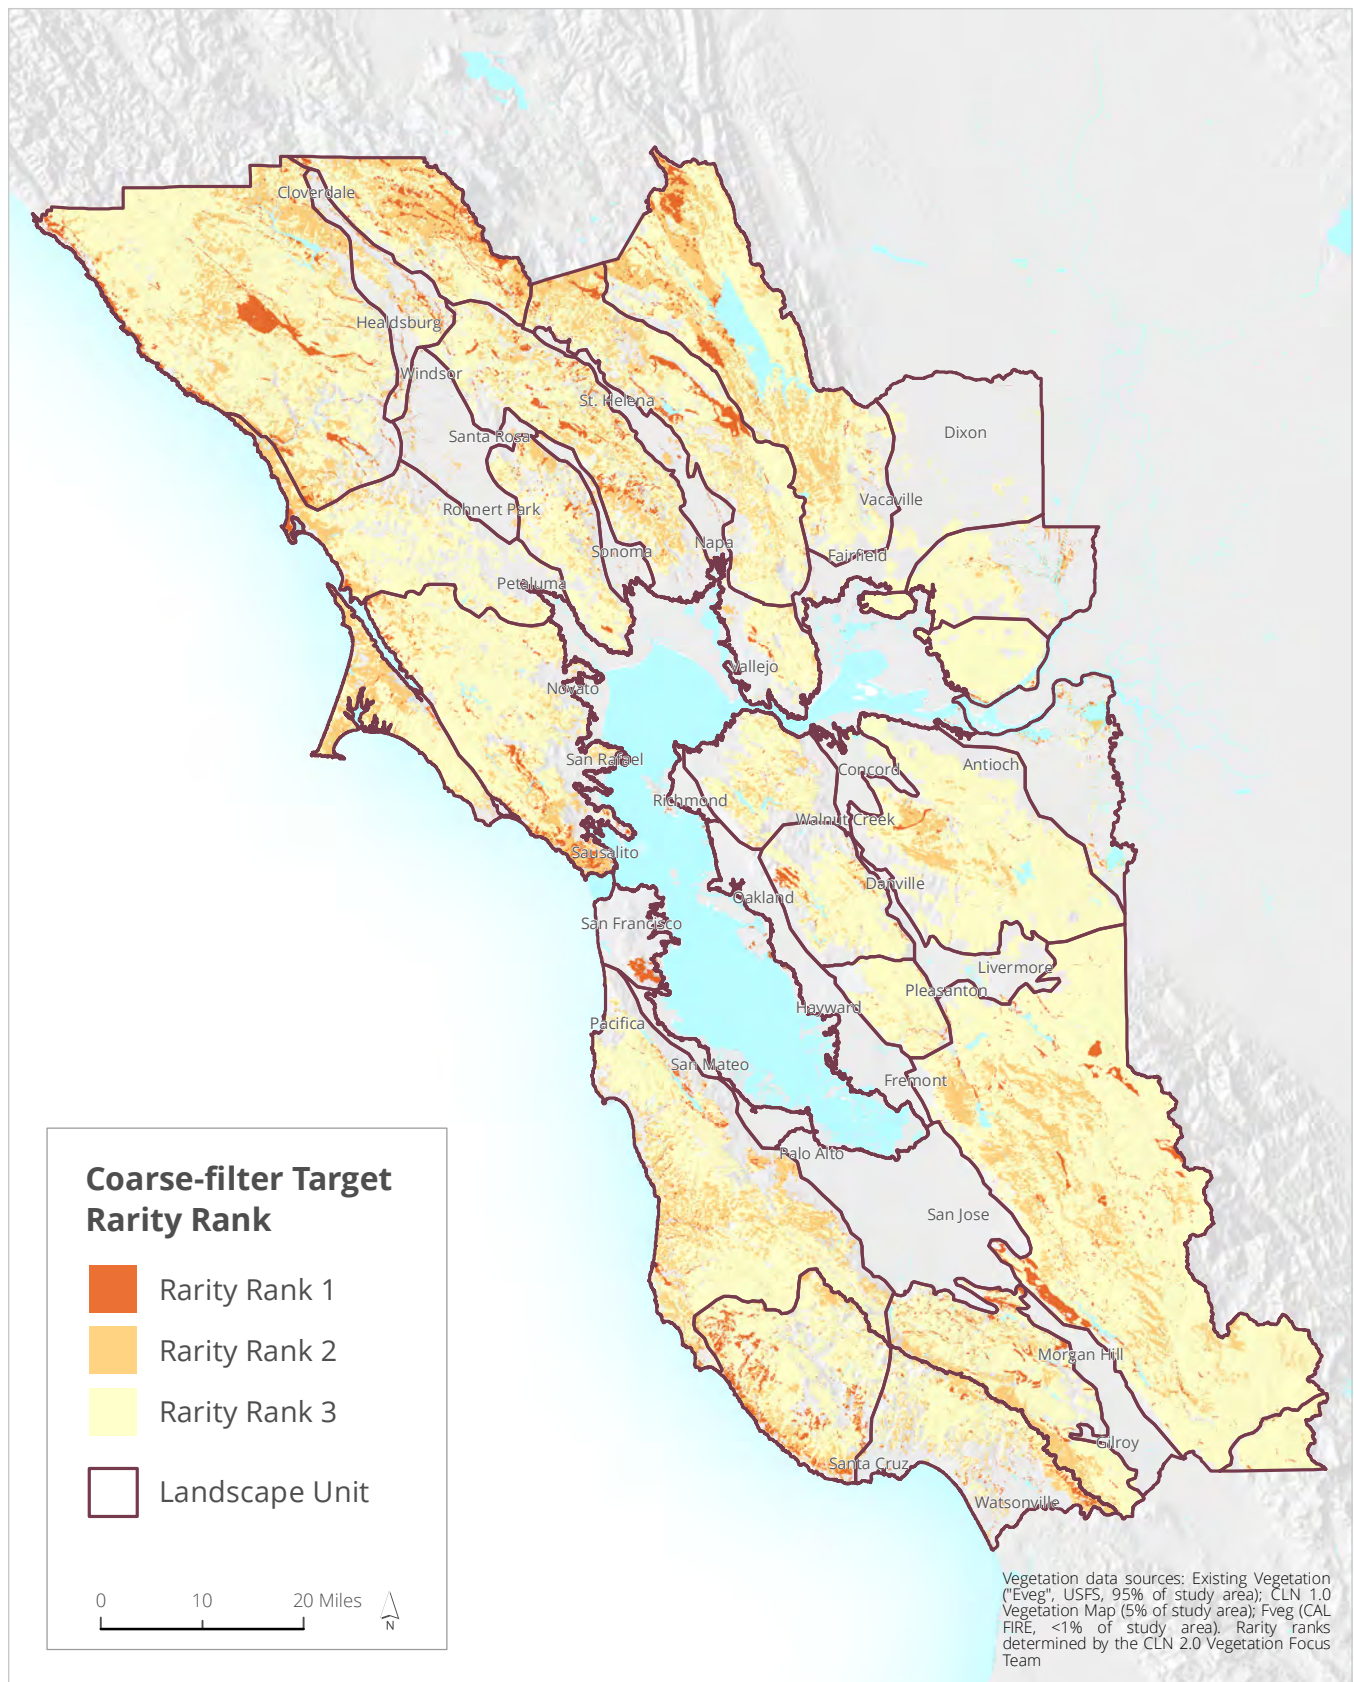 Cloverdale
Healdsburg
Windsor
St. Helena
Santa Rosa
Dixon
Vacaville
Rohnert Park
Sonoma
Napa
Fairfield
Petaluma
Vallejo
Novato
San Rafael
Concord
Antioch
Richmond
Walnut Creek
Sausalito
Danville
Oakland
San Francisco
Livermore
Pleasanton
Hayward
Pacifica
San Mateo
Fremont
Palo Alto
San Jose
Morgan Hill
Gilroy
Santa Cruz
Watsonville
Coarse-filter Target
Rarity Rank
Rarity Rank 1
Rarity Rank 2
Rarity Rank 3
Landscape Unit
0 10 20 Miles
N
Vegetation data sources: Existing Vegetation
("Eveg", USFS, 95% of study area); CLN 1.0
Vegetation Map (5% of study area); Fveg (CAL
FIRE, <1% of study area). Rarity ranks
determined by the CLN 2.0 Vegetation Focus
Team